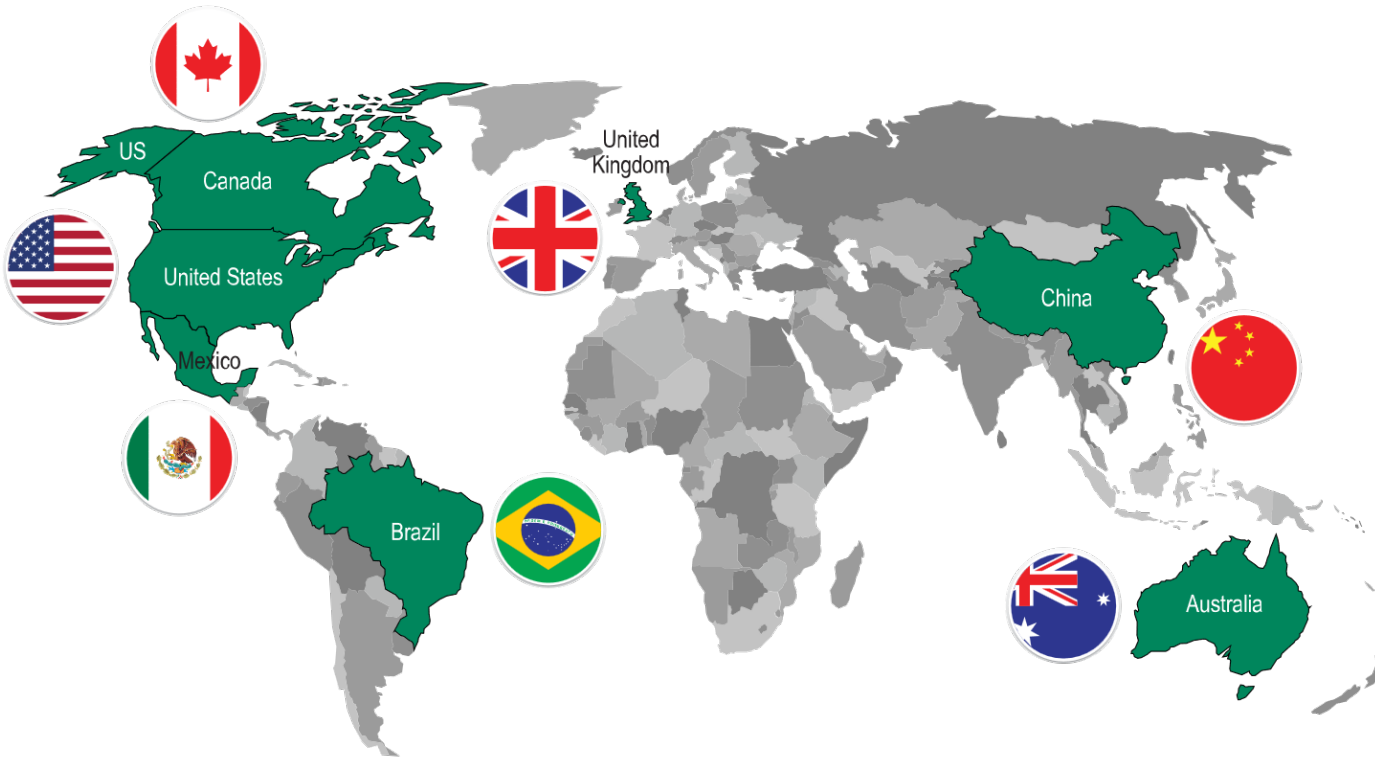 United
Kingdom
US
Canada
United States
China
Mexico
Brazil
Australia